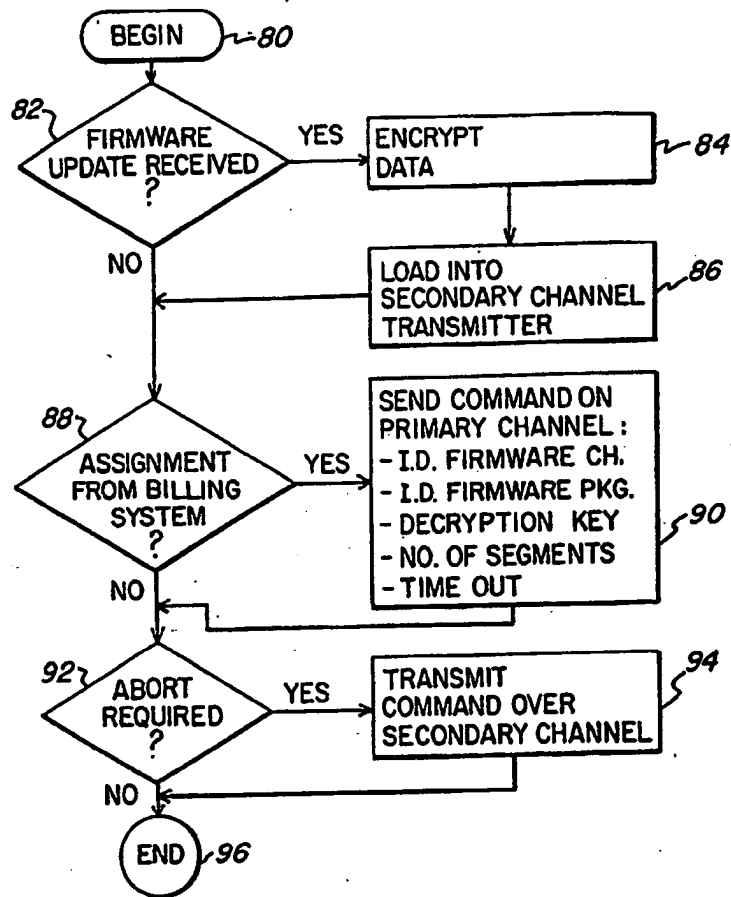 BEGIN
80
82
FIRMWARE
UPDATE RECEIVED
?
YES
ENCRYPT
DATA
84
NO
LOAD INTO
SECONDARY CHANNEL
TRANSMITTER
86
88
ASSIGNMENT
FROM BILLING
SYSTEM
?
YES
SEND COMMAND ON
PRIMARY CHANNEL:
- I.D. FIRMWARE CH.
- I.D. FIRMWARE PKG.
- DECRYPTION KEY
- NO. OF SEGMENTS
- TIME OUT
90
NO
92
ABORT
REQUIRED
?
YES
TRANSMIT
COMMAND OVER
SECONDARY CHANNEL
94
NO
END
96